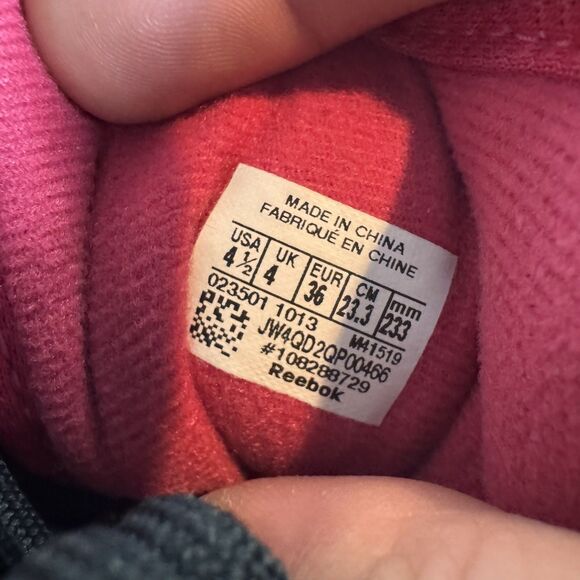 MADE IN CHINA
FABRIQUÉ EN CHINE
USA UK EUR CM mm
4 1/2 4 36 23.3 233
023501 1013 M41519
JW4QD2QP00466
#108288729
Reebok